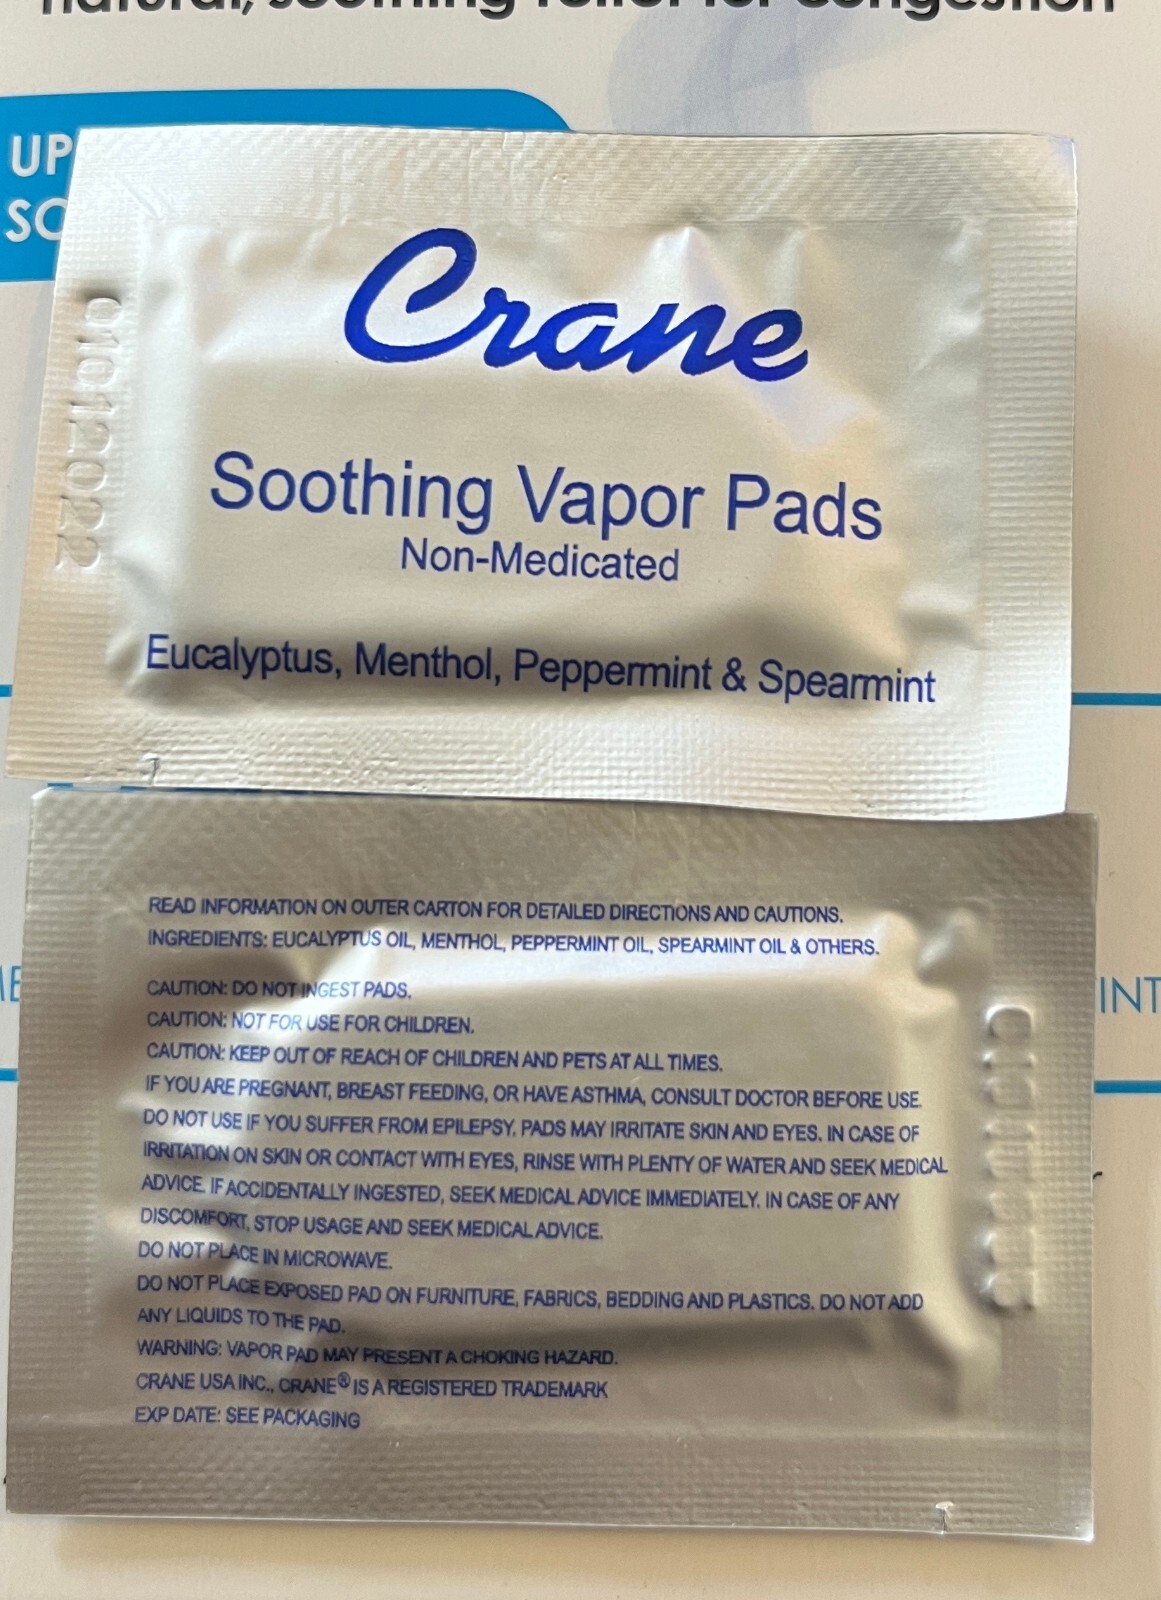 natural, soothing relief for congestion
UP
SO
Crane
01012022
Soothing Vapor Pads
Non-Medicated
Eucalyptus, Menthol, Peppermint & Spearmint
READ INFORMATION ON OUTER CARTON FOR DETAILED DIRECTIONS AND CAUTIONS.
INGREDIENTS: EUCALYPTUS OIL, MENTHOL, PEPPERMINT OIL, SPEARMINT OIL & OTHERS.
CAUTION: DO NOT INGEST PADS.
CAUTION: NOT FOR USE FOR CHILDREN.
CAUTION: KEEP OUT OF REACH OF CHILDREN AND PETS AT ALL TIMES.
IF YOU ARE PREGNANT, BREAST FEEDING, OR HAVE ASTHMA, CONSULT DOCTOR BEFORE USE.
DO NOT USE IF YOU SUFFER FROM EPILEPSY. PADS MAY IRRITATE SKIN AND EYES. IN CASE OF
IRRITATION ON SKIN OR CONTACT WITH EYES, RINSE WITH PLENTY OF WATER AND SEEK MEDICAL
ADVICE. IF ACCIDENTALLY INGESTED, SEEK MEDICAL ADVICE IMMEDIATELY. IN CASE OF ANY
DISCOMFORT, STOP USAGE AND SEEK MEDICAL ADVICE.
DO NOT PLACE IN MICROWAVE.
DO NOT PLACE EXPOSED PAD ON FURNITURE, FABRICS, BEDDING AND PLASTICS. DO NOT ADD
ANY LIQUIDS TO THE PAD.
WARNING: VAPOR PAD MAY PRESENT A CHOKING HAZARD.
CRANE USA INC., CRANE® IS A REGISTERED TRADEMARK
EXP DATE: SEE PACKAGING
INT